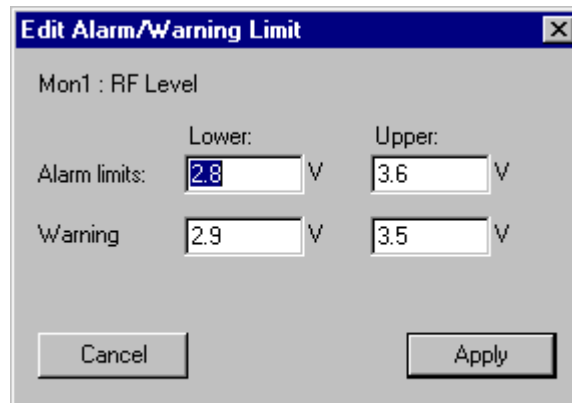 Edit Alarm/Warning Limit
Mon1 : RF Level
Lower: Upper:
Alarm limits: 2.8 V 3.6 V
Warning 2.9 V 3.5 V
Cancel Apply